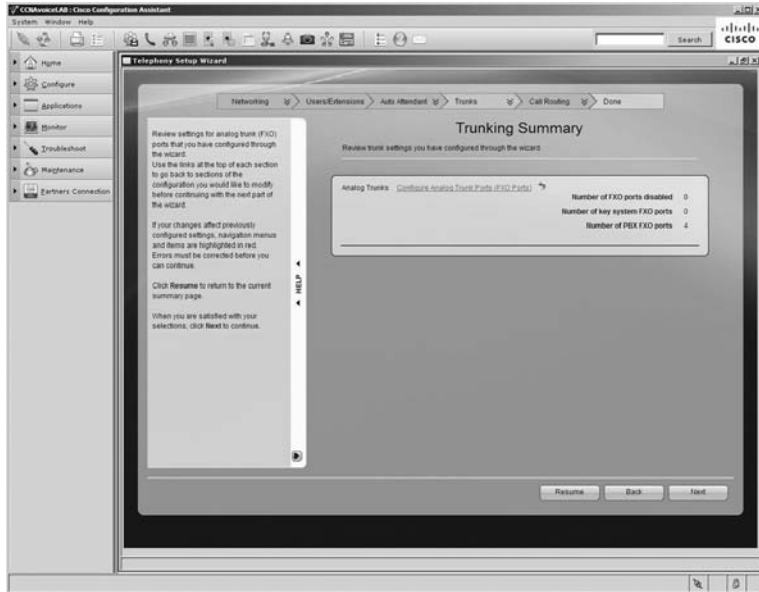 CCNAvoiceLAB : Cisco Configuration Assistant
System Window Help
Search
CISCO
Home
Configure
Applications
Monitor
Troubleshoot
Maintenance
Partners Connection
Telephony Setup Wizard
Networking Users/Extensions Auto Attendant Trunks Call Routing Done
Review settings for analog trunk (FXO)
ports that you have configured through
the wizard.
Use the links at the top of each section
to go back to sections of the
configuration you would like to modify
before continuing with the next part of
the wizard.
If your changes affect previously
configured settings, navigation menus
and items are highlighted in red.
Errors must be corrected before you
can continue.
Click Resume to return to the current
summary page.
When you are satisfied with your
selections, click Next to continue.
HELP
Trunking Summary
Review trunk settings you have configured through the wizard.
Analog Trunks Configure Analog Trunk Ports (FXO Ports)
Number of FXO ports disabled 0
Number of key system FXO ports 0
Number of PBX FXO ports 4
Resume Back Next